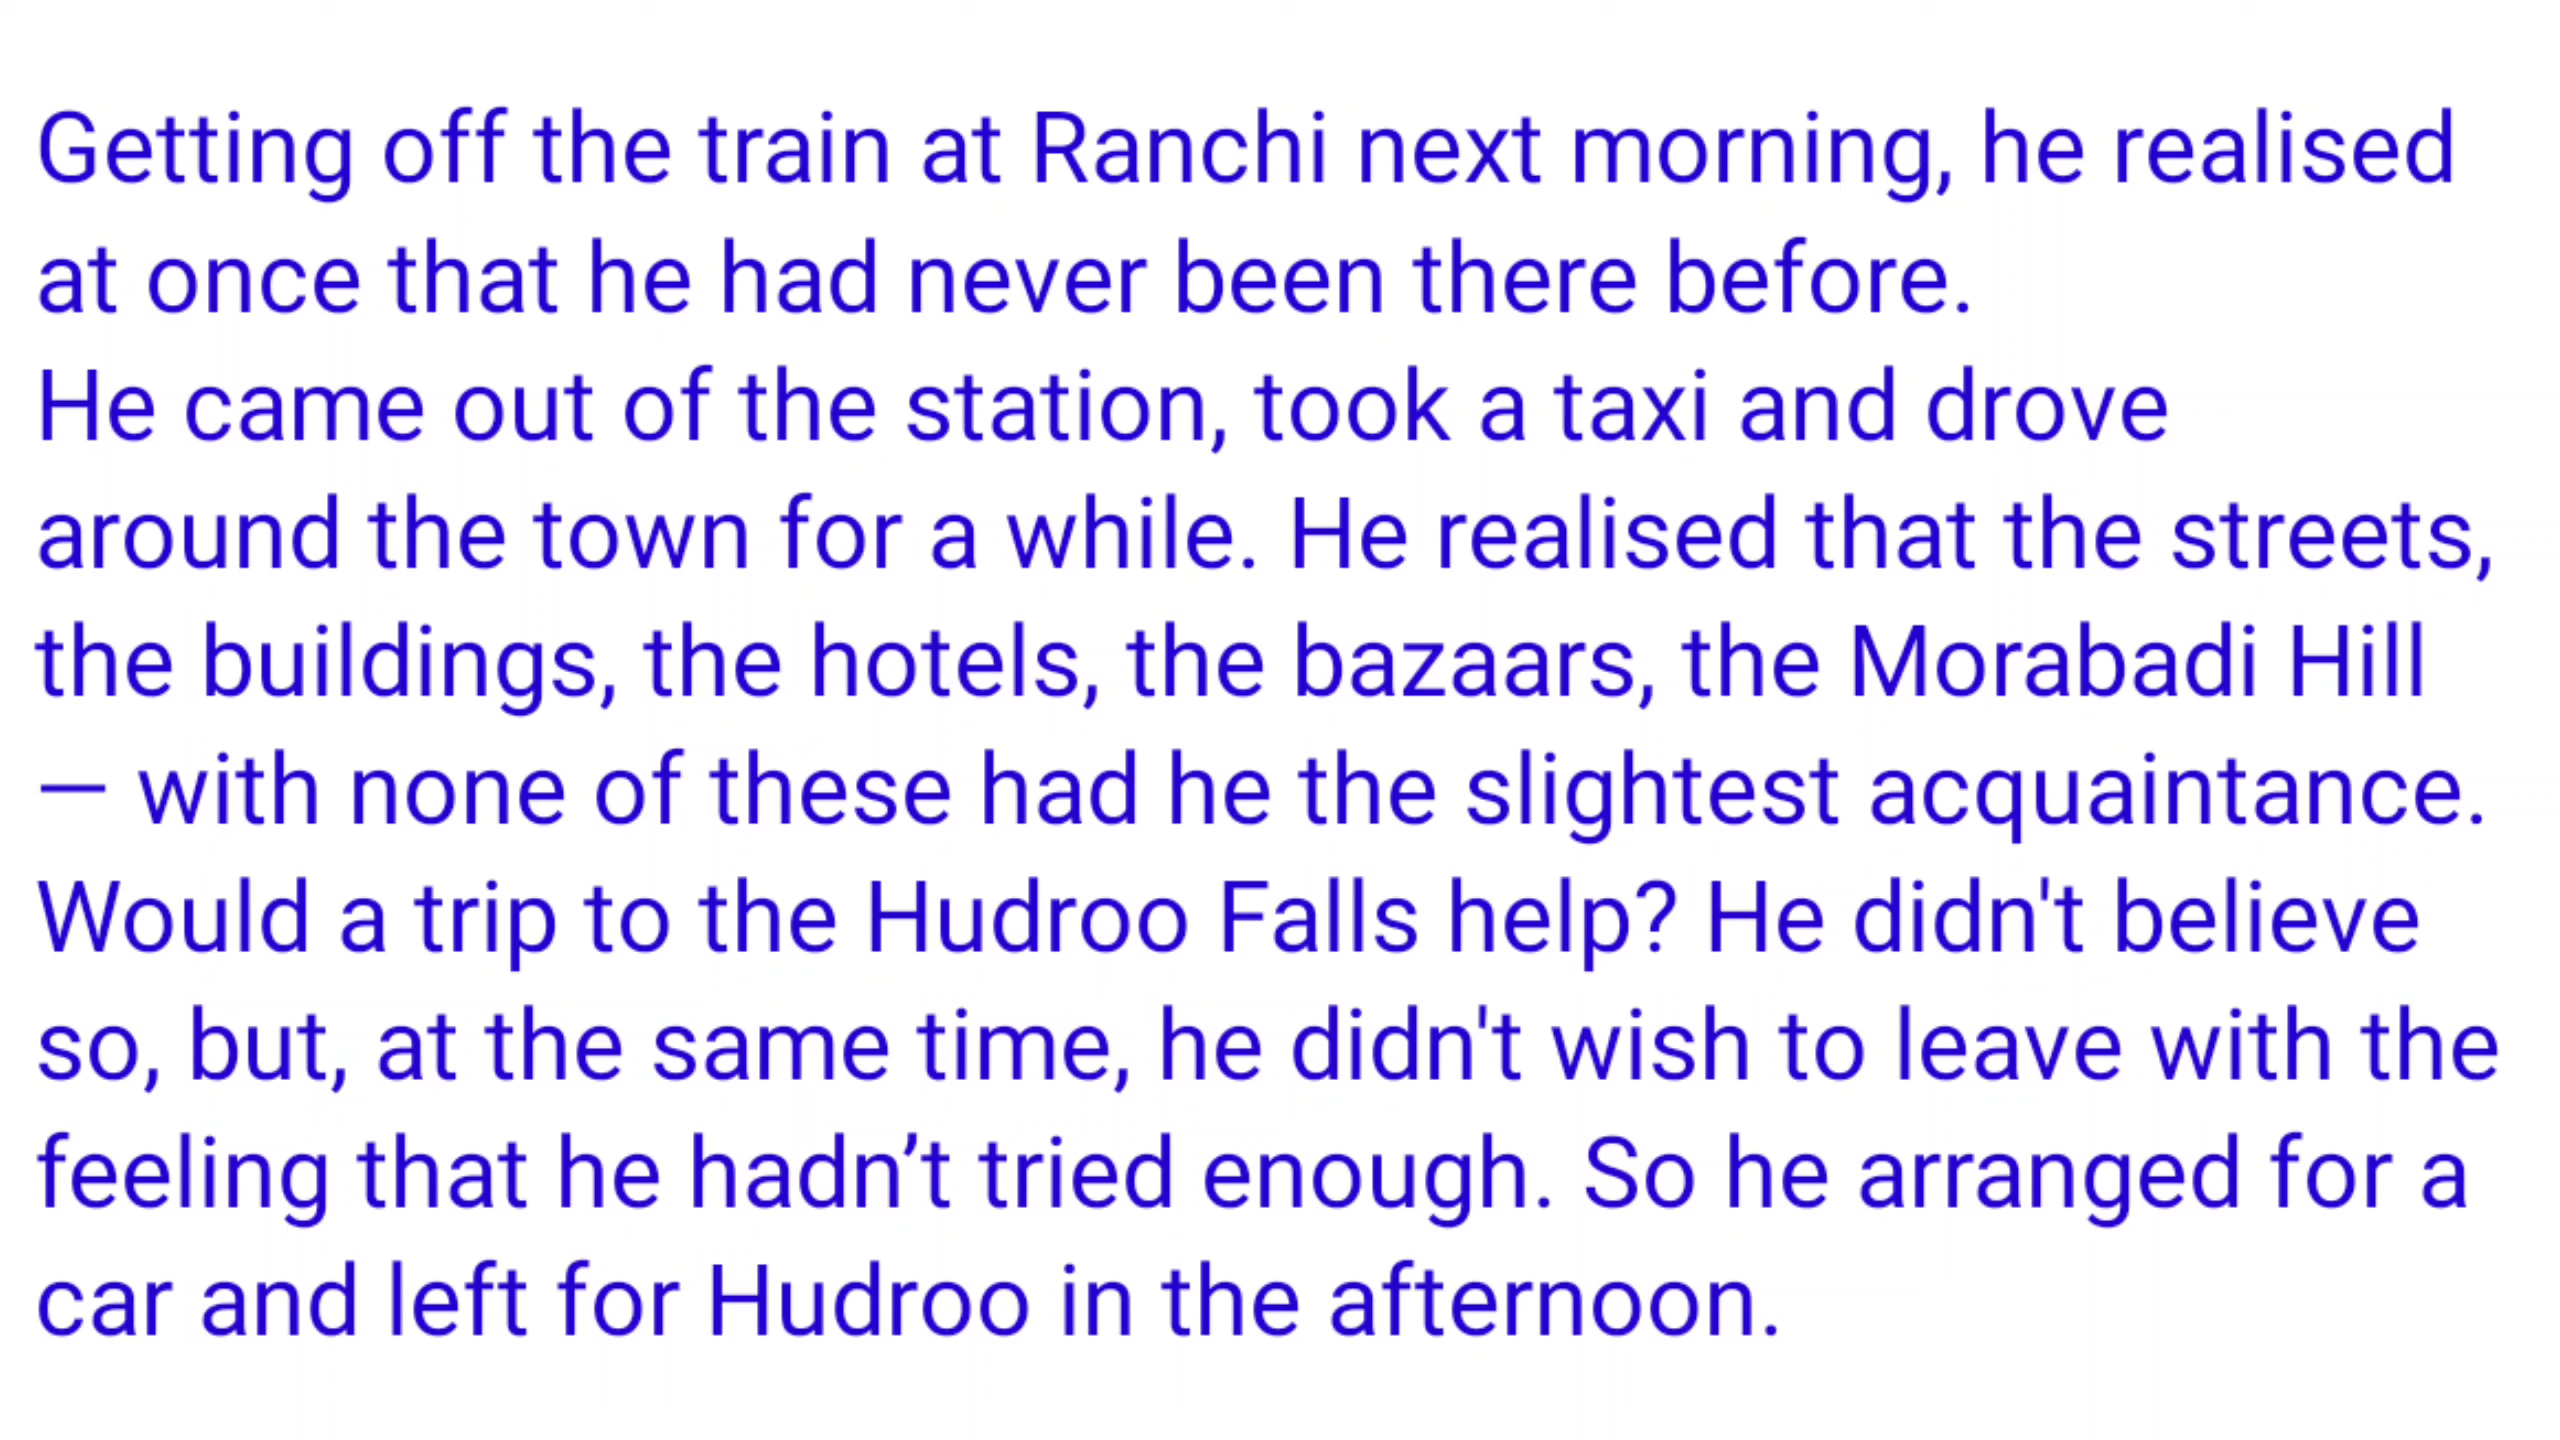 Getting off the train at Ranchi next morning, he realised
at once that he had never been there before.
He came out of the station, took a taxi and drove
around the town for a while. He realised that the streets,
the buildings, the hotels, the bazaars, the Morabadi Hill
— with none of these had he the slightest acquaintance.
Would a trip to the Hudroo Falls help? He didn't believe
so, but, at the same time, he didn't wish to leave with the
feeling that he hadn’t tried enough. So he arranged for a
car and left for Hudroo in the afternoon.